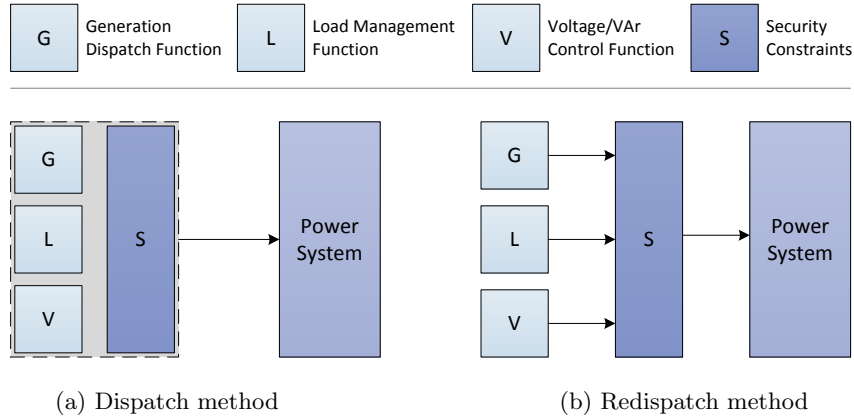 G
Generation
Dispatch Function
L
Load Management
Function
V
Voltage/VAr
Control Function
S
Security
Constraints
G
L
V
S
Power
System
G
L
V
S
Power
System
(a) Dispatch method
(b) Redispatch method